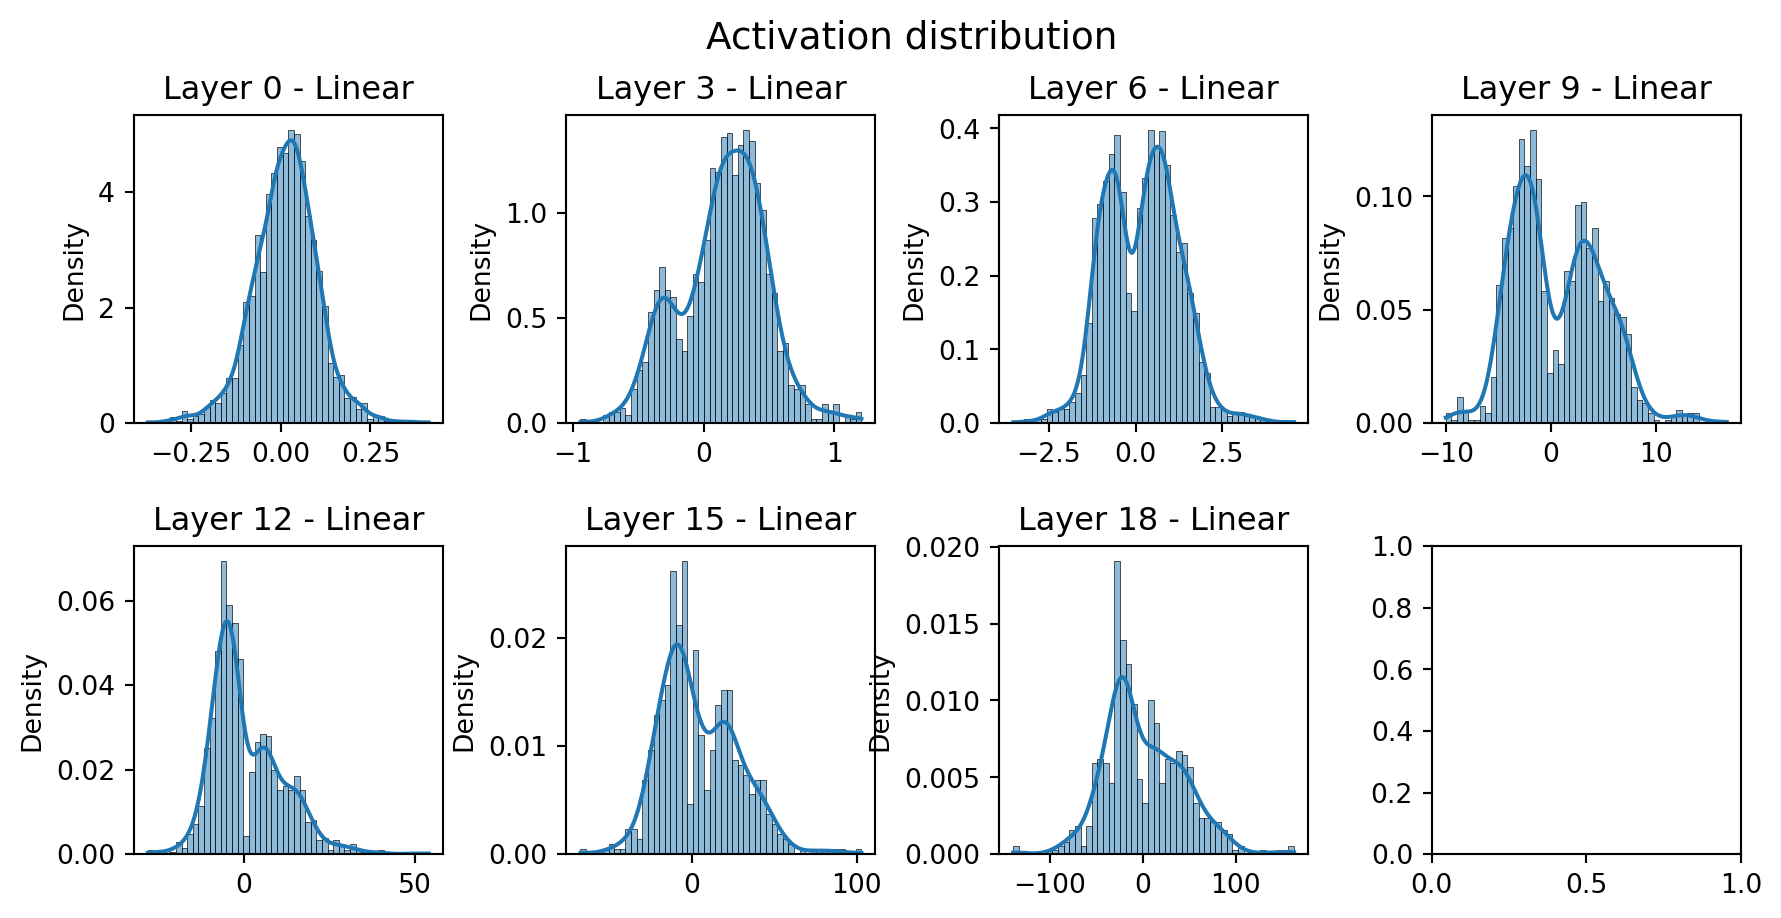 Activation distribution
Layer 0 - Linear
Layer 3 - Linear
Layer 6 - Linear
Layer 9 - Linear
Density
4
2
0
−0.25 0.00 0.25
Density
1.0
0.5
0.0
−1 0 1
Density
0.4
0.3
0.2
0.1
0.0
−2.5 0.0 2.5
Density
0.10
0.05
0.00
−10 0 10
Layer 12 - Linear
Layer 15 - Linear
Layer 18 - Linear
Density
0.06
0.04
0.02
0.00
0 50
Density
0.02
0.01
0.00
0 100
Density
0.020
0.015
0.010
0.005
0.000
−100 0 100
1.0
0.8
0.6
0.4
0.2
0.0
0.0 0.5 1.0